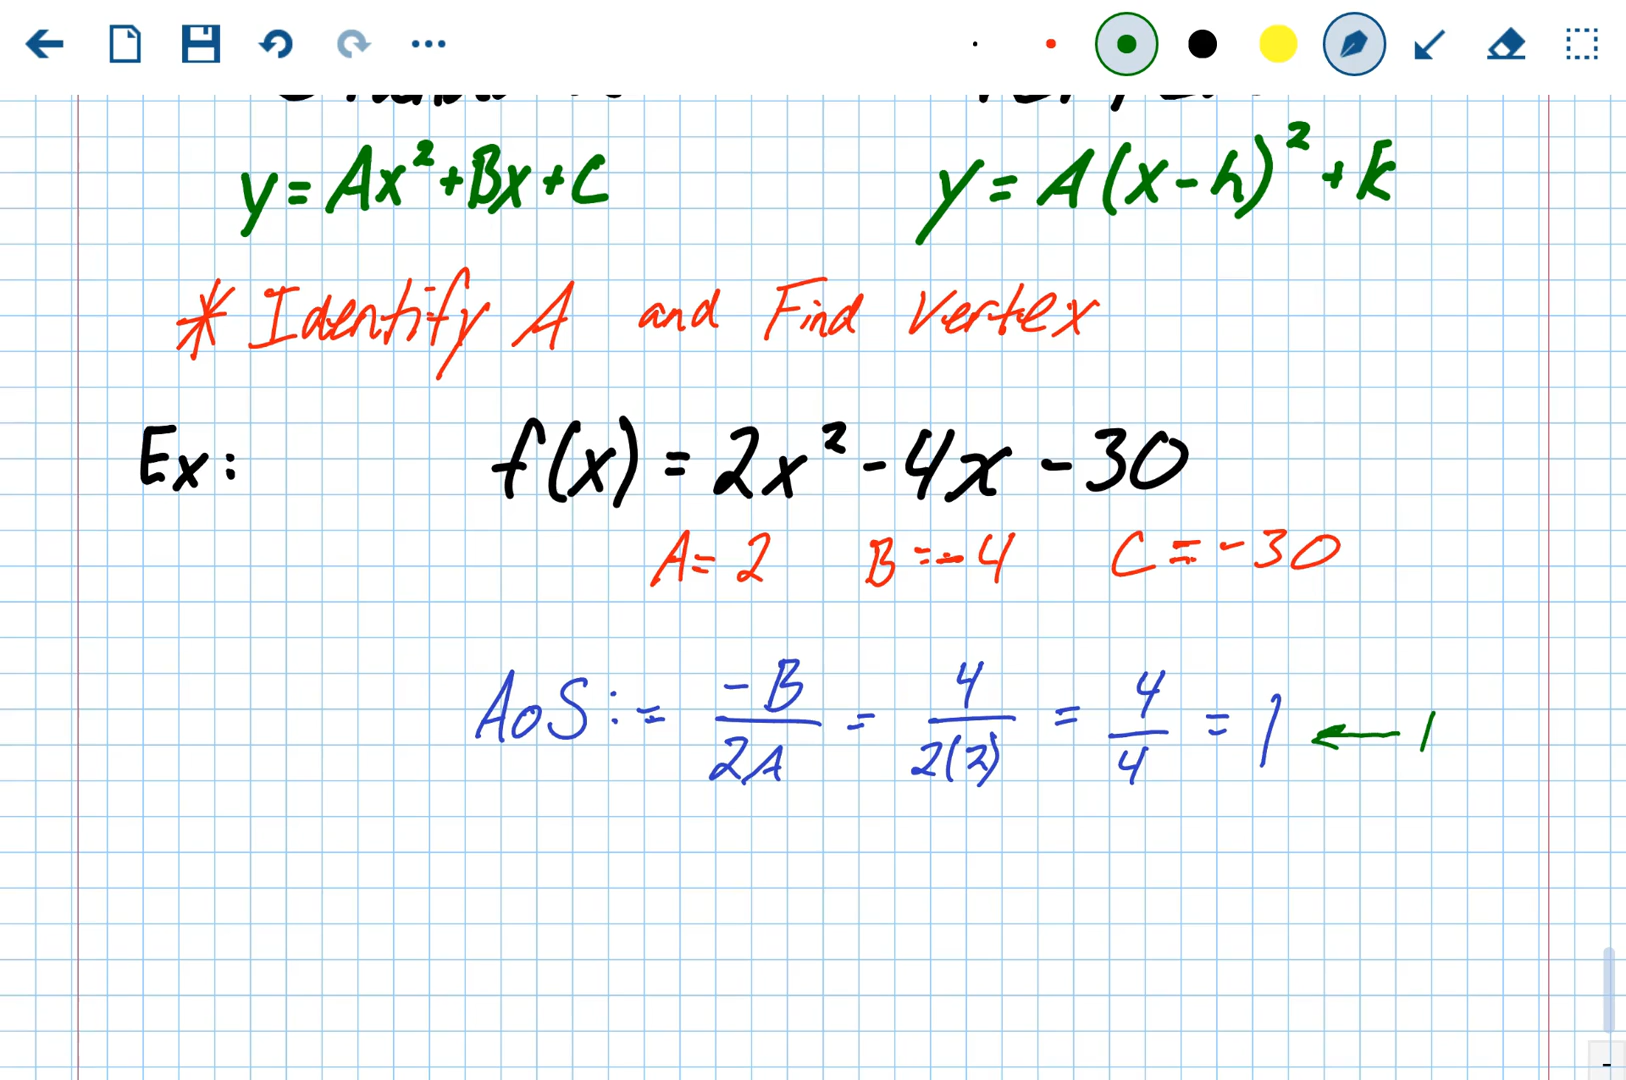 y = Ax² + Bx + C y = A(x - h)² + k
* Identify A and Find Vertex
Ex: f(x) = 2x² - 4x - 30
A = 2 B = -4 C = -30
AoS: = -B/2A = 4/2(2) = 4/4 = 1 ← 1